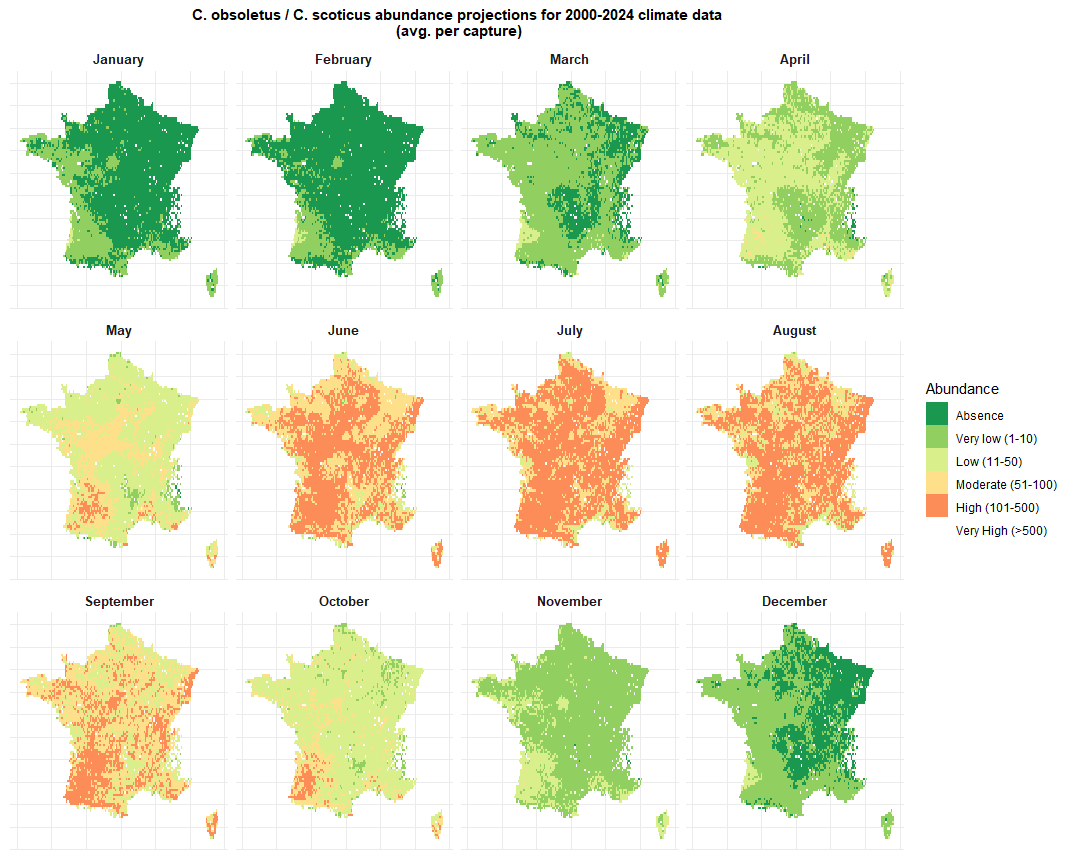 C. obsoletus / C. scoticus abundance projections for 2000-2024 climate data
(avg. per capture)
January
February
March
April
May
June
July
August
September
October
November
December
Abundance
Absence
Very low (1-10)
Low (11-50)
Moderate (51-100)
High (101-500)
Very High (>500)